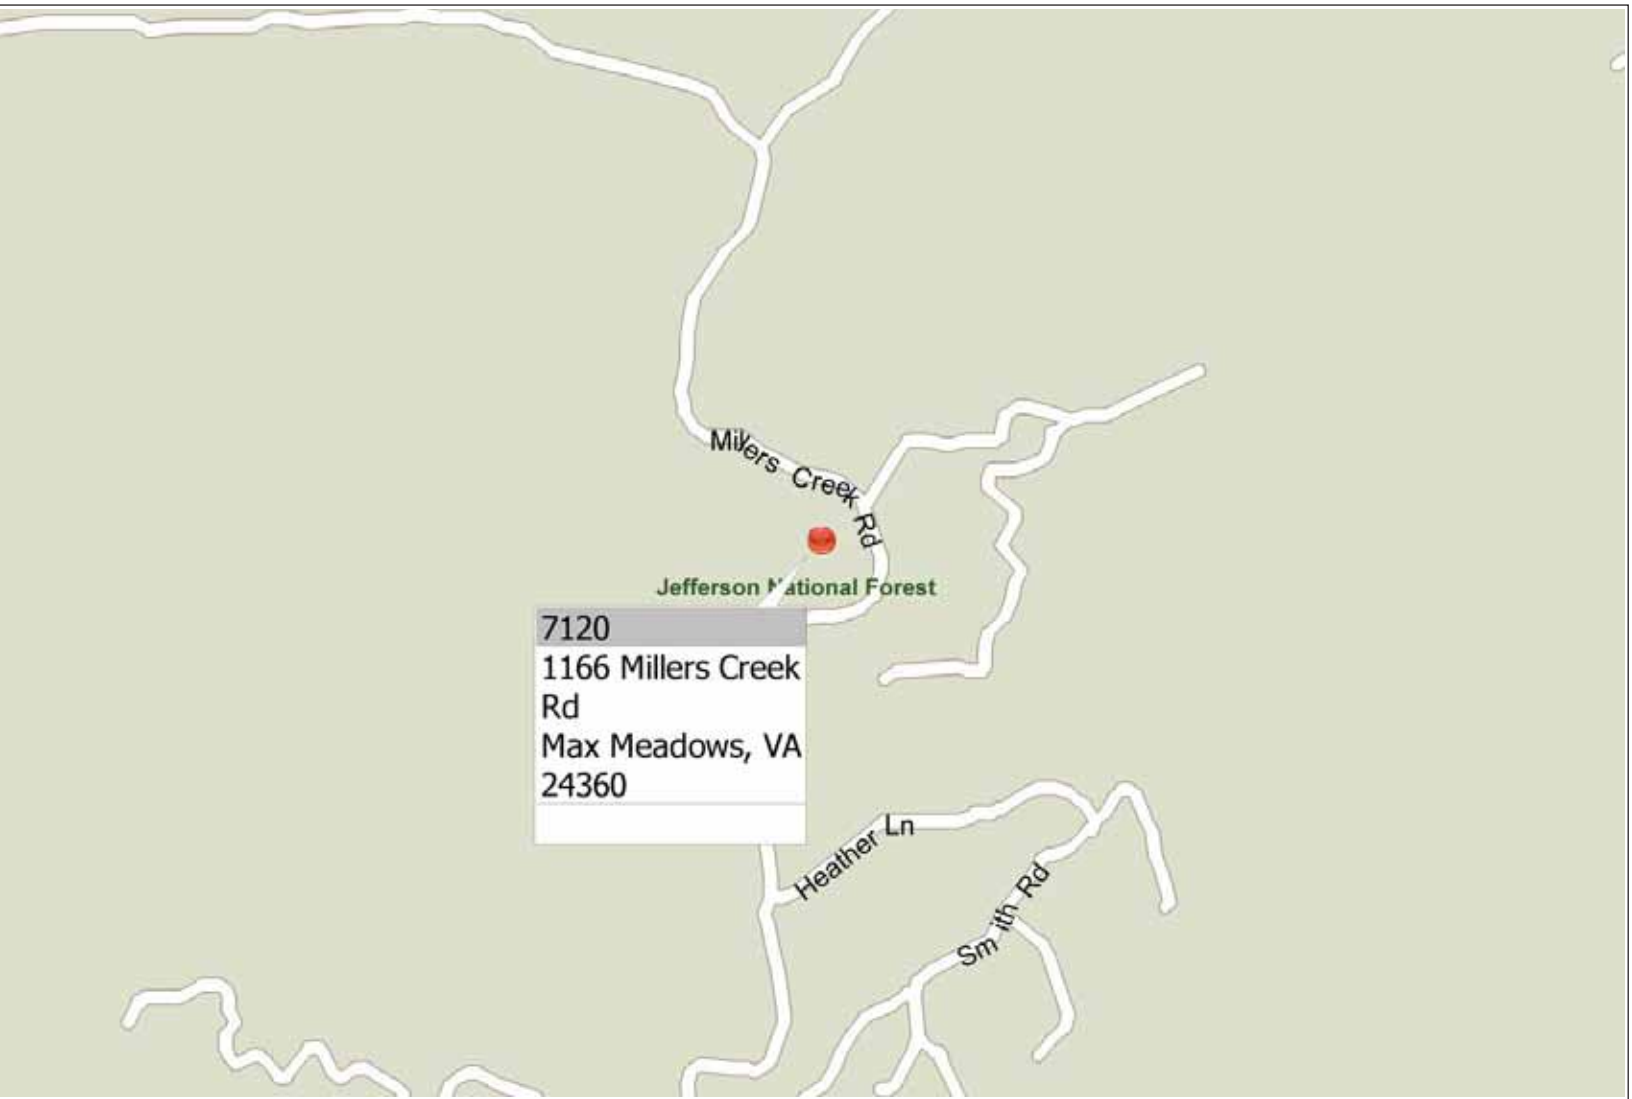 Millers Creek Rd
Jefferson National Forest
7120
1166 Millers Creek
Rd
Max Meadows, VA
24360
Heather Ln
Smith Rd